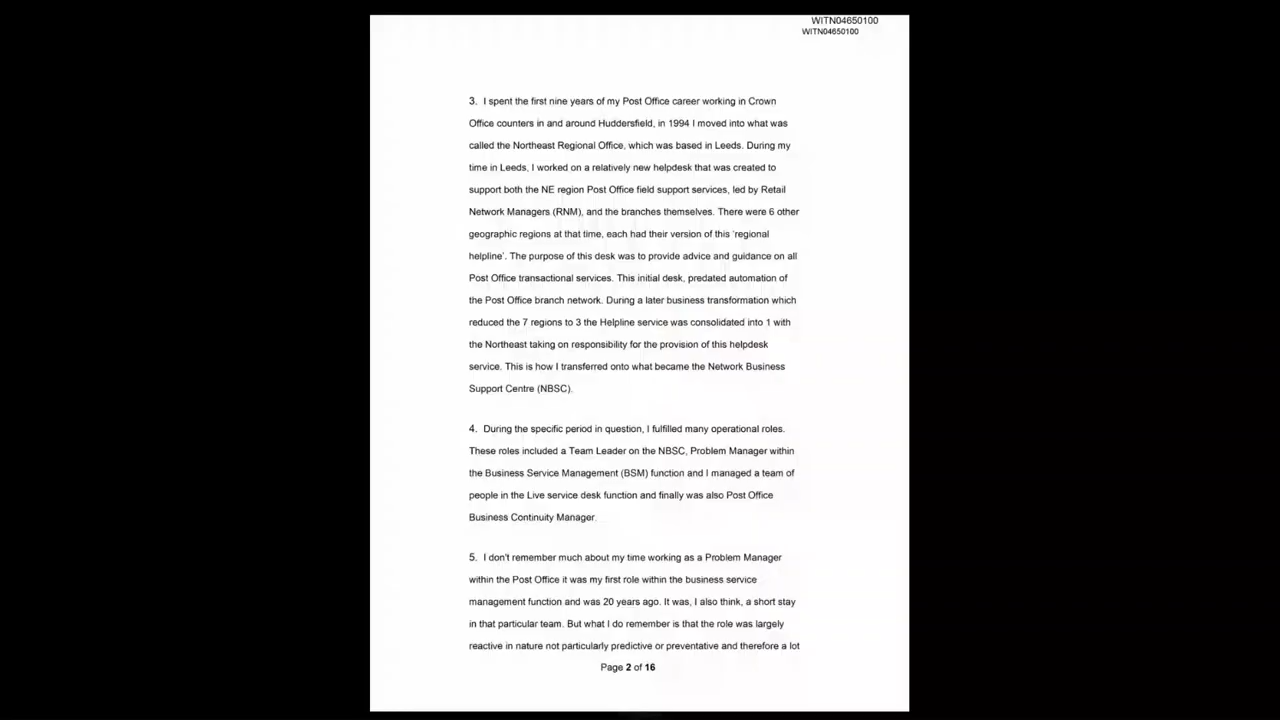 WITN04650100
WITN04650100
3. I spent the first nine years of my Post Office career working in Crown
Office counters in and around Huddersfield, in 1994 I moved into what was
called the Northeast Regional Office, which was based in Leeds. During my
time in Leeds, I worked on a relatively new helpdesk that was created to
support both the NE region Post Office field support services, led by Retail
Network Managers (RNM), and the branches themselves. There were 6 other
geographic regions at that time, each had their version of this 'regional
helpline'. The purpose of this desk was to provide advice and guidance on all
Post Office transactional services. This initial desk, predated automation of
the Post Office branch network. During a later business transformation which
reduced the 7 regions to 3 the Helpline service was consolidated into 1 with
the Northeast taking on responsibility for the provision of this helpdesk
service. This is how I transferred onto what became the Network Business
Support Centre (NBSC).
4. During the specific period in question, I fulfilled many operational roles.
These roles included a Team Leader on the NBSC, Problem Manager within
the Business Service Management (BSM) function and I managed a team of
people in the Live service desk function and finally was also Post Office
Business Continuity Manager.
5. I don't remember much about my time working as a Problem Manager
within the Post Office it was my first role within the business service
management function and was 20 years ago. It was, I also think, a short stay
in that particular team. But what I do remember is that the role was largely
reactive in nature not particularly predictive or preventative and therefore a lot
Page 2 of 16